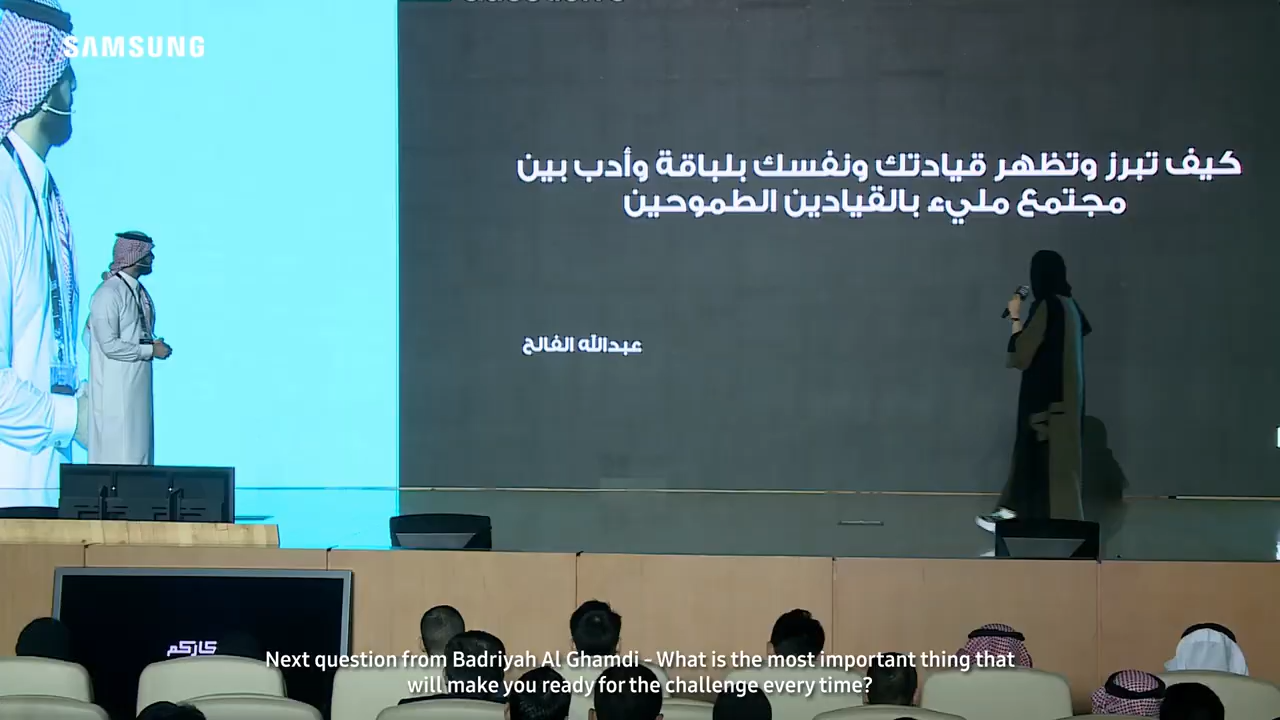 SAMSUNG
كيف تبرز وتظهر قيادتك ونفسك بلباقة وأدب بين
مجتمع مليء بالقيادين الطموحين
عبدالله الفالح
كاركم
Next question from Badriyah Al Ghamdi - What is the most important thing that
will make you ready for the challenge every time?